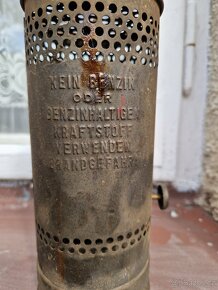 KEIN BENZIN
ODER
BENZINHALTIGEN
KRAFTSTOFF
VERWENDEN
BRANDGEFAHR